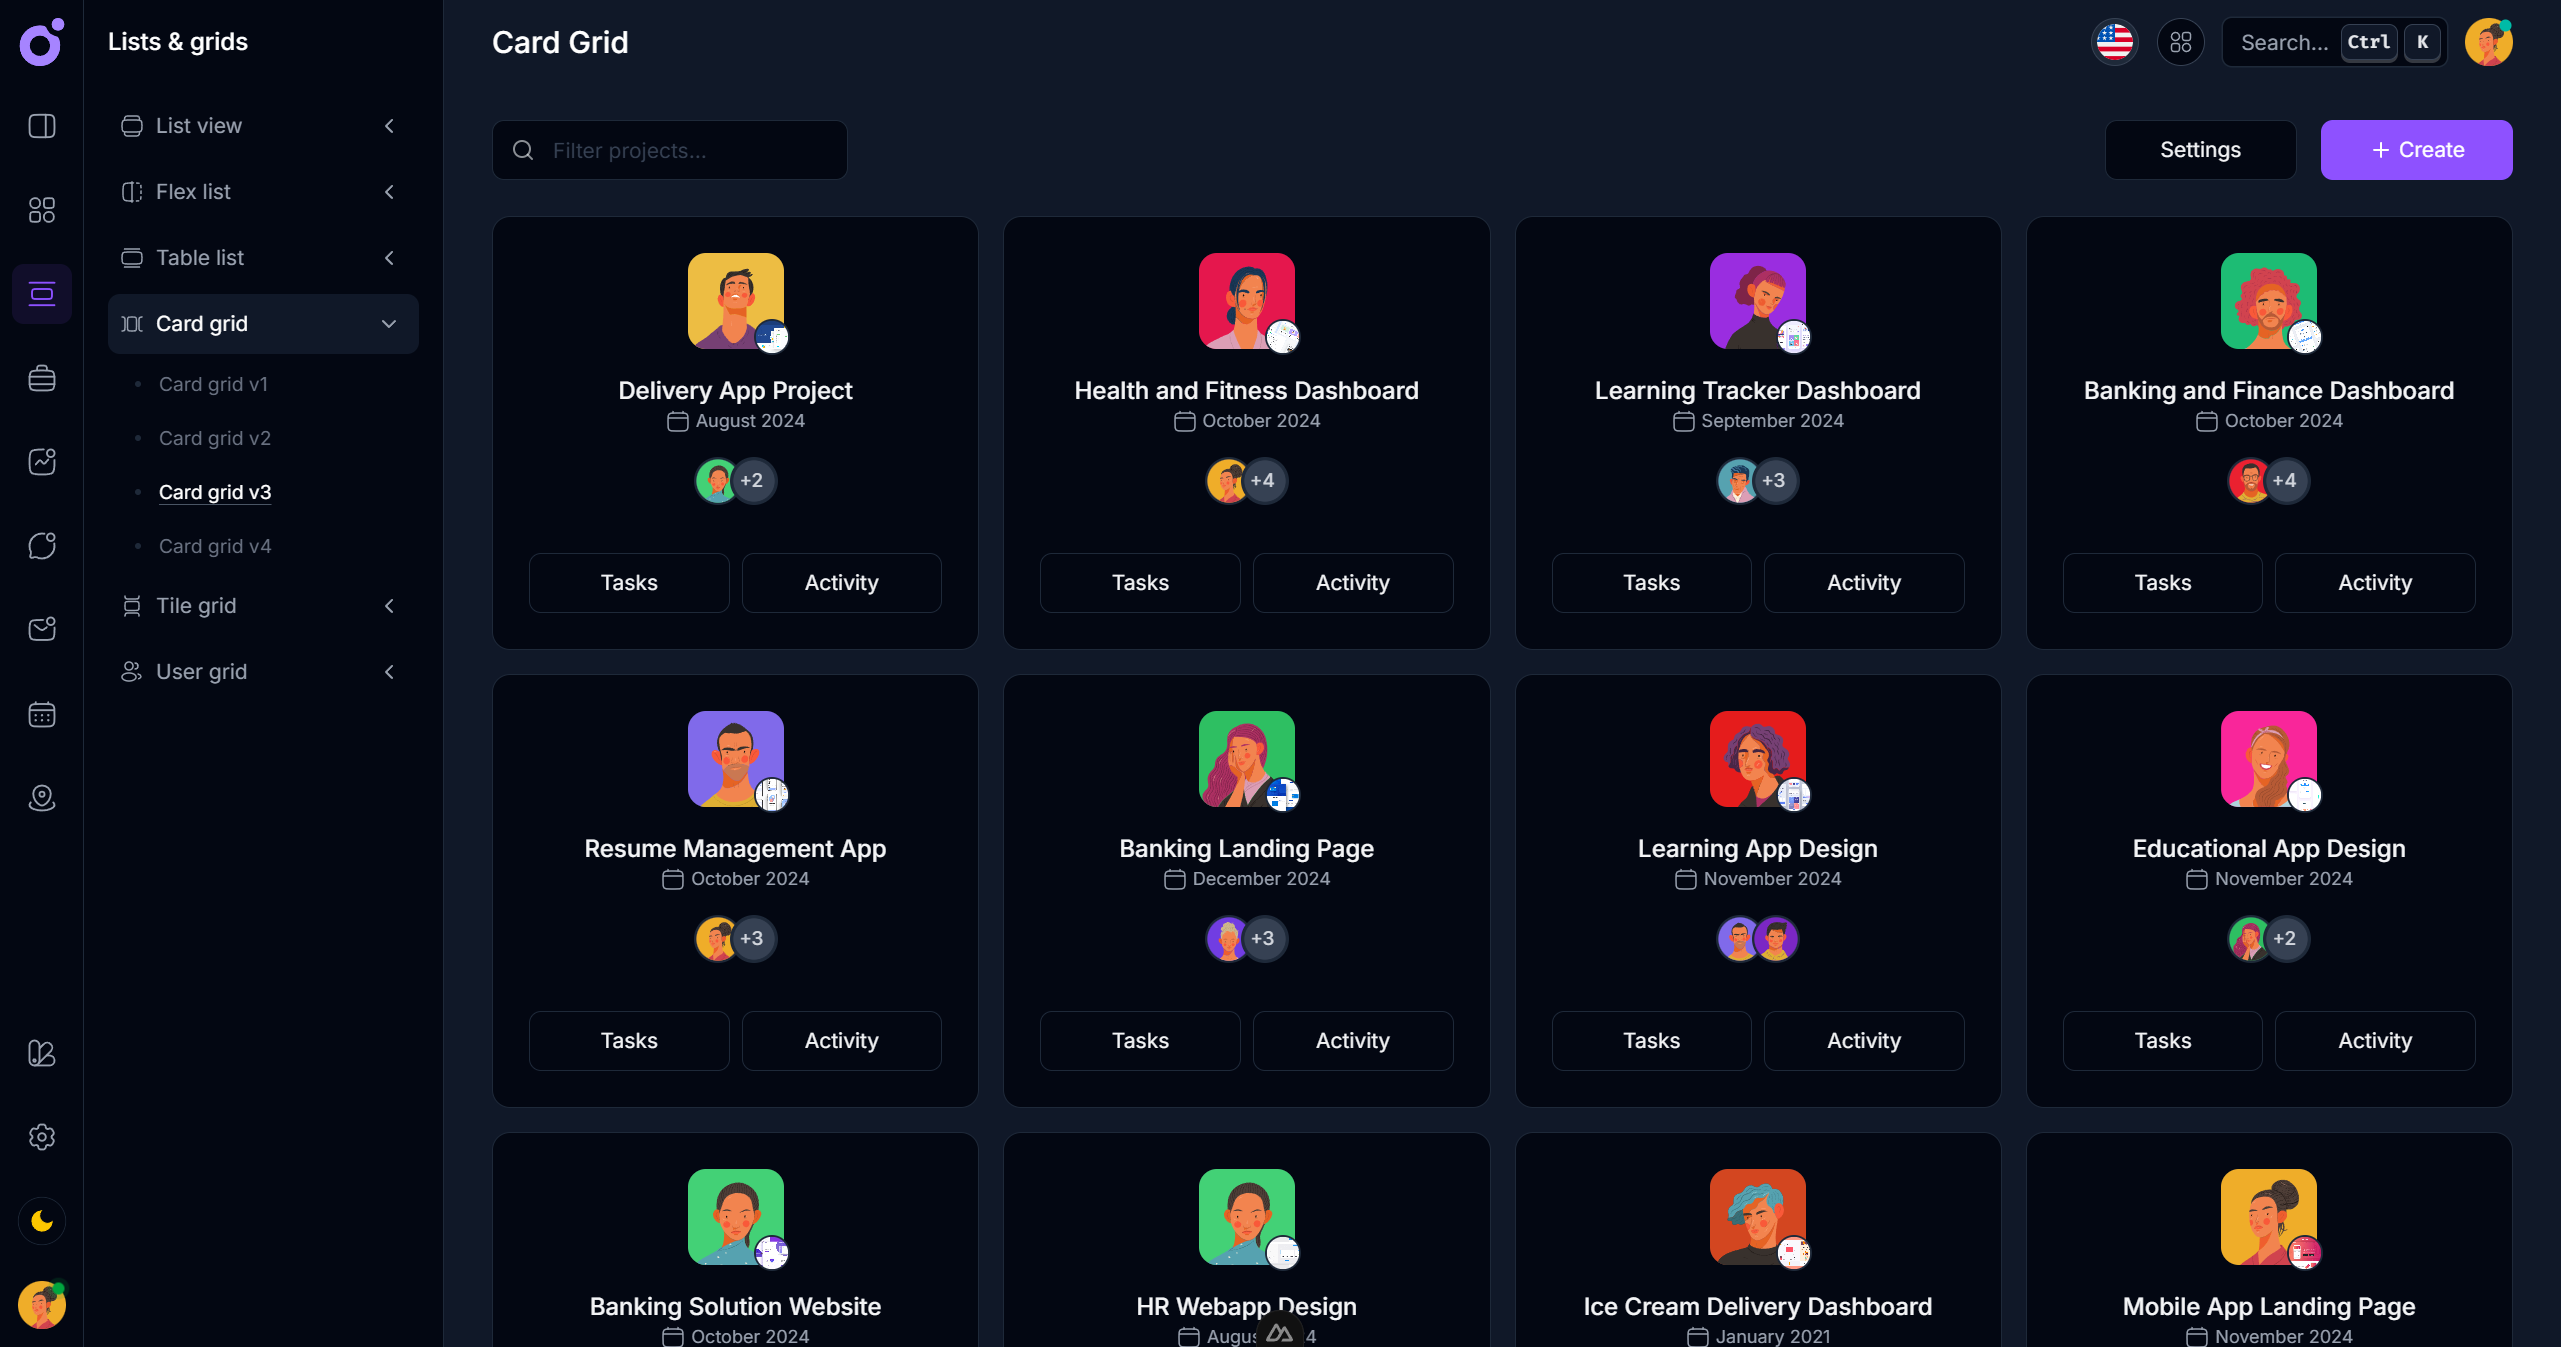 Lists & grids
List view
Flex list
Table list
Card grid
Card grid v1
Card grid v2
Card grid v3
Card grid v4
Tile grid
User grid
Card Grid
Search... Ctrl K
Filter projects...
Settings
+ Create
Delivery App Project
August 2024
+2
Tasks Activity
Health and Fitness Dashboard
October 2024
+4
Tasks Activity
Learning Tracker Dashboard
September 2024
+3
Tasks Activity
Banking and Finance Dashboard
October 2024
+4
Tasks Activity
Resume Management App
October 2024
+3
Tasks Activity
Banking Landing Page
December 2024
+3
Tasks Activity
Learning App Design
November 2024
Tasks Activity
Educational App Design
November 2024
+2
Tasks Activity
Banking Solution Website
October 2024
HR Webapp Design
Ice Cream Delivery Dashboard
January 2021
Mobile App Landing Page
November 2024